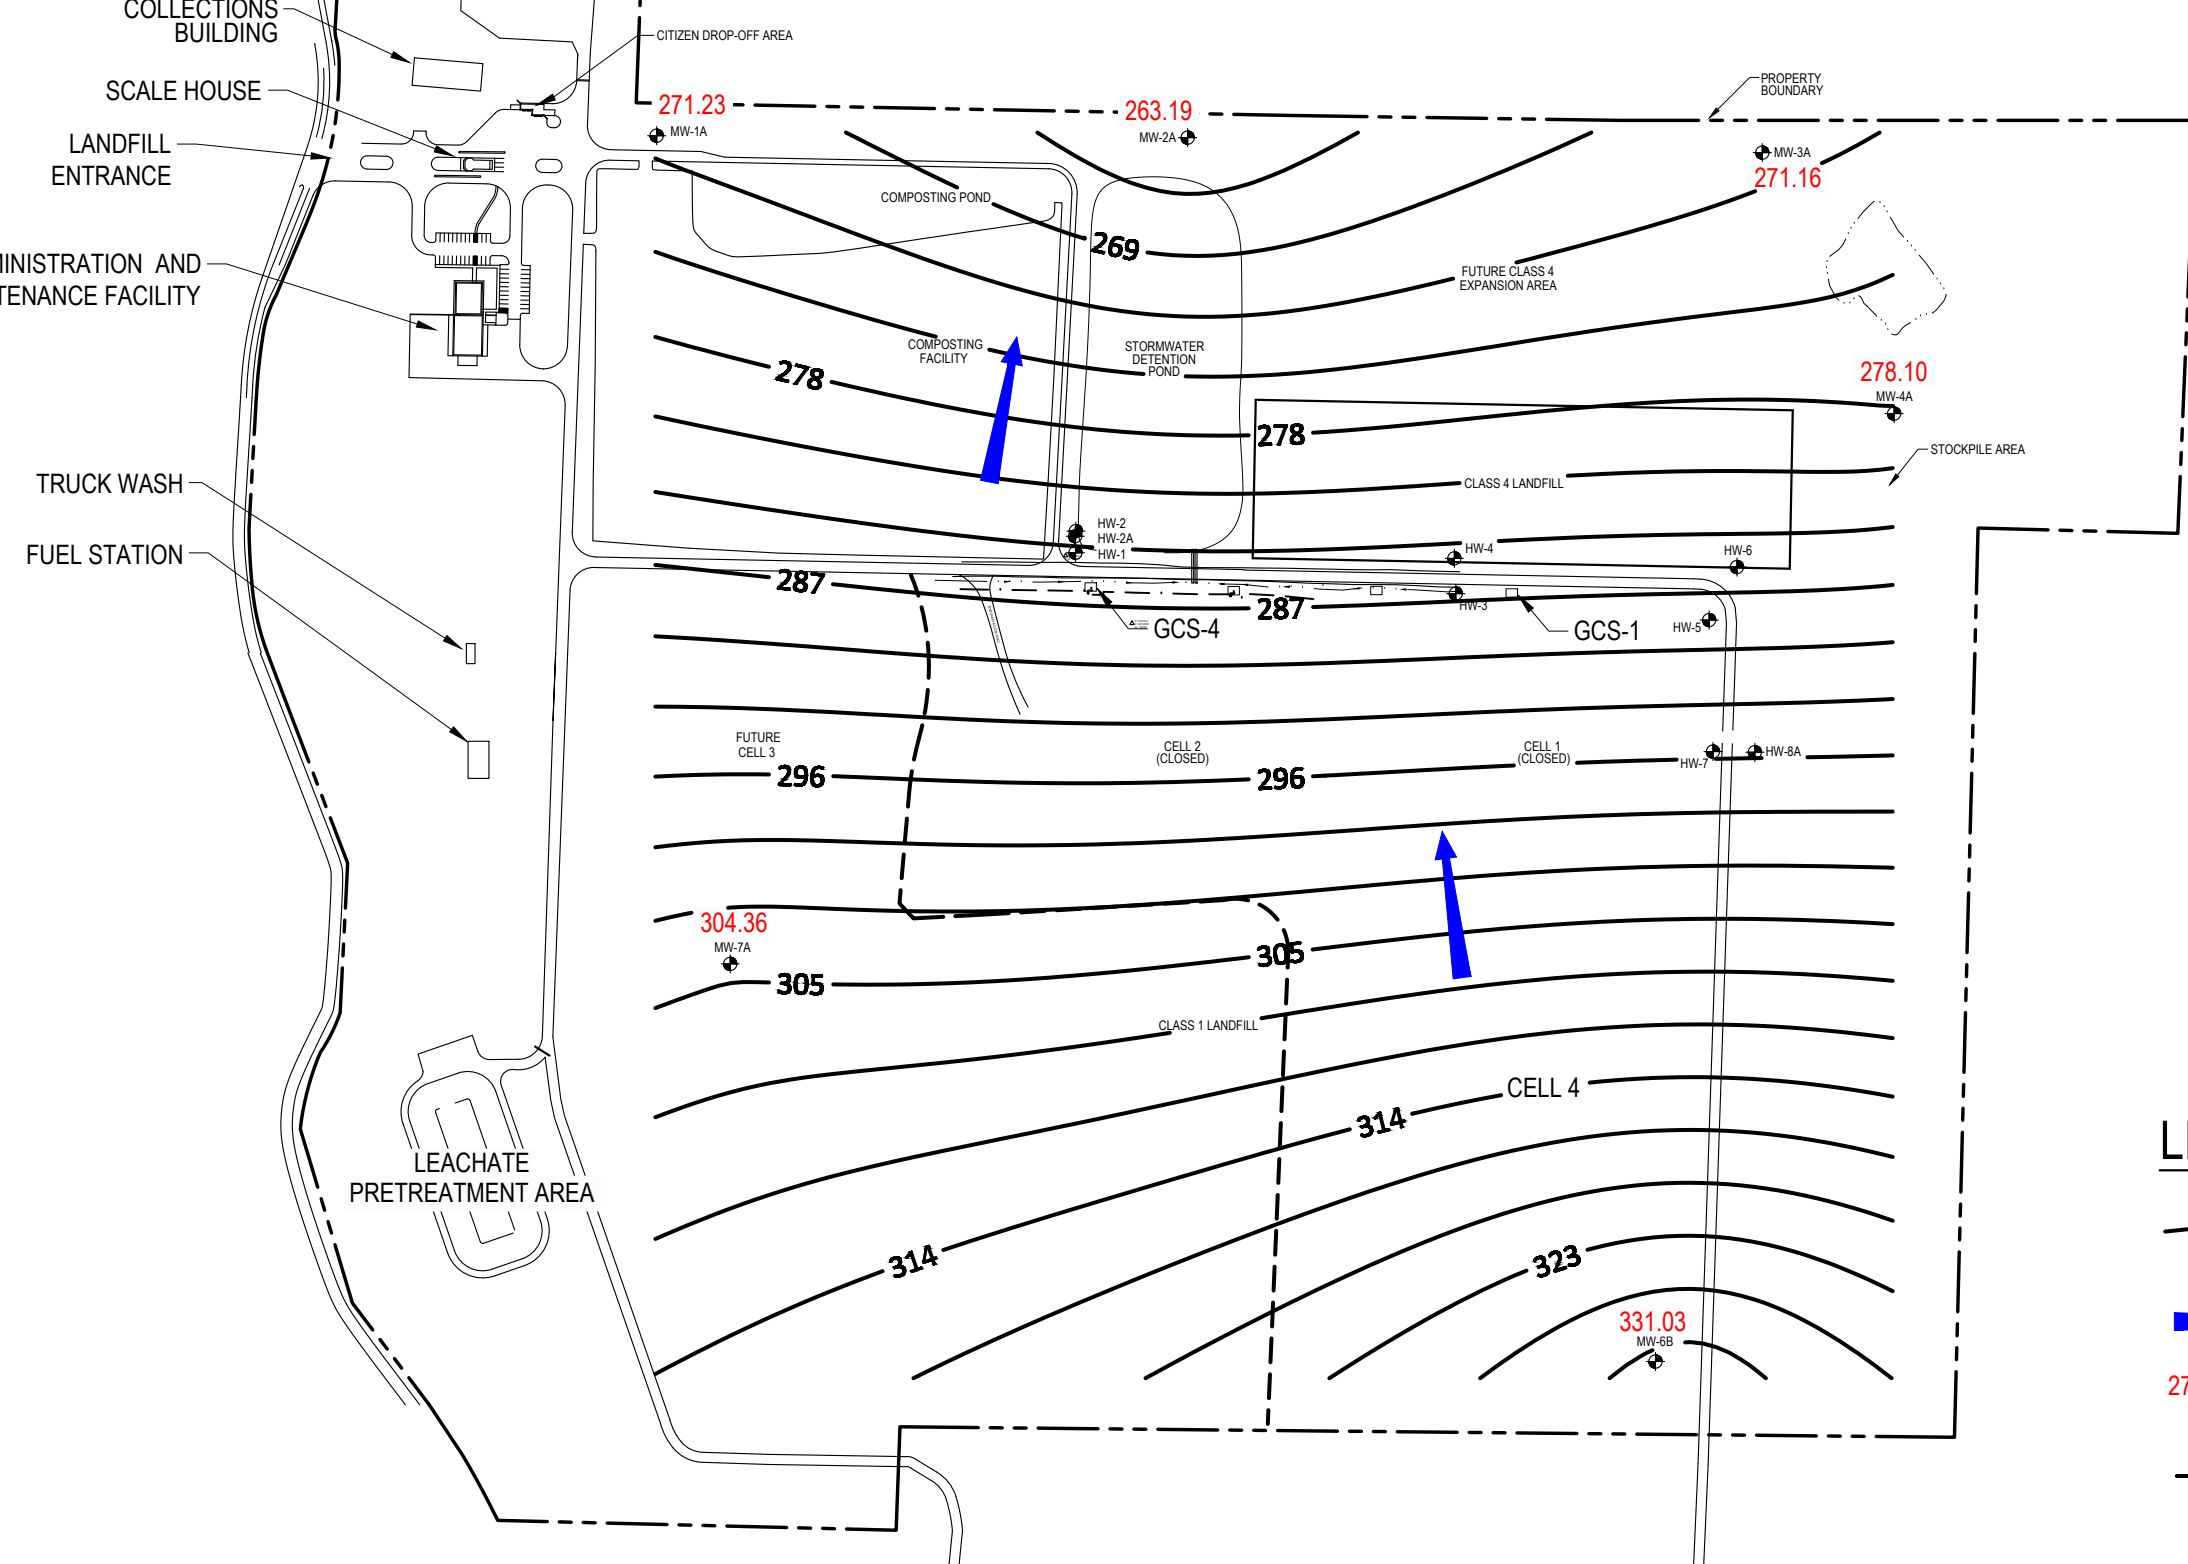 COLLECTIONS
BUILDING
CITIZEN DROP-OFF AREA
SCALE HOUSE
PROPERTY
BOUNDARY
271.23
MW-1A
263.19
MW-2A
LANDFILL
ENTRANCE
MW-3A
271.16
COMPOSTING POND
269
MINISTRATION AND
TENANCE FACILITY
FUTURE CLASS 4
EXPANSION AREA
COMPOSTING
FACILITY
STORMWATER
DETENTION
POND
278
278.10
MW-4A
278
STOCKPILE AREA
TRUCK WASH
CLASS 4 LANDFILL
HW-2
HW-2A
HW-1
HW-4
HW-6
FUEL STATION
287
287
HW-3
GCS-4
GCS-1
HW-5
FUTURE
CELL 3
CELL 2
(CLOSED)
CELL 1
(CLOSED)
HW-7
HW-8A
296
296
304.36
MW-7A
305
305
CLASS 1 LANDFILL
CELL 4
314
LEACHATE
PRETREATMENT AREA
314
323
331.03
MW-6B
27